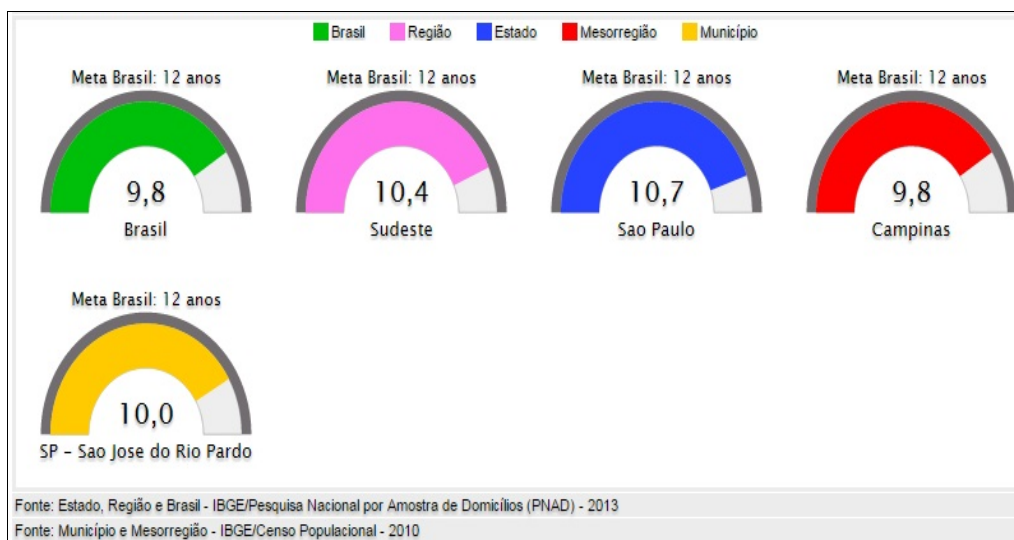 Brasil Região Estado Mesorregião Município
Meta Brasil: 12 anos Meta Brasil: 12 anos Meta Brasil: 12 anos Meta Brasil: 12 anos
9,8 10,4 10,7 9,8
Brasil Sudeste Sao Paulo Campinas
Meta Brasil: 12 anos
10,0
SP – Sao Jose do Rio Pardo
Fonte: Estado, Região e Brasil - IBGE/Pesquisa Nacional por Amostra de Domicílios (PNAD) - 2013
Fonte: Município e Mesorregião - IBGE/Censo Populacional - 2010